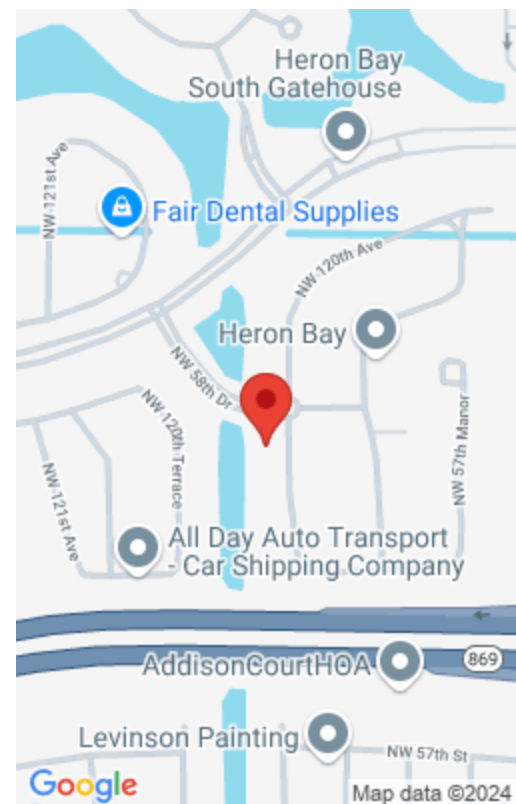 Heron Bay
South Gatehouse
NW 121st Ave
Fair Dental Supplies
NW 120th Ave
Heron Bay
NW 58th Dr
NW 120th Terrace
NW 57th Manor
NW 121st Ave
All Day Auto Transport
- Car Shipping Company
AddisonCourtHOA
869
Levinson Painting
NW 57th St
Google
Map data ©2024